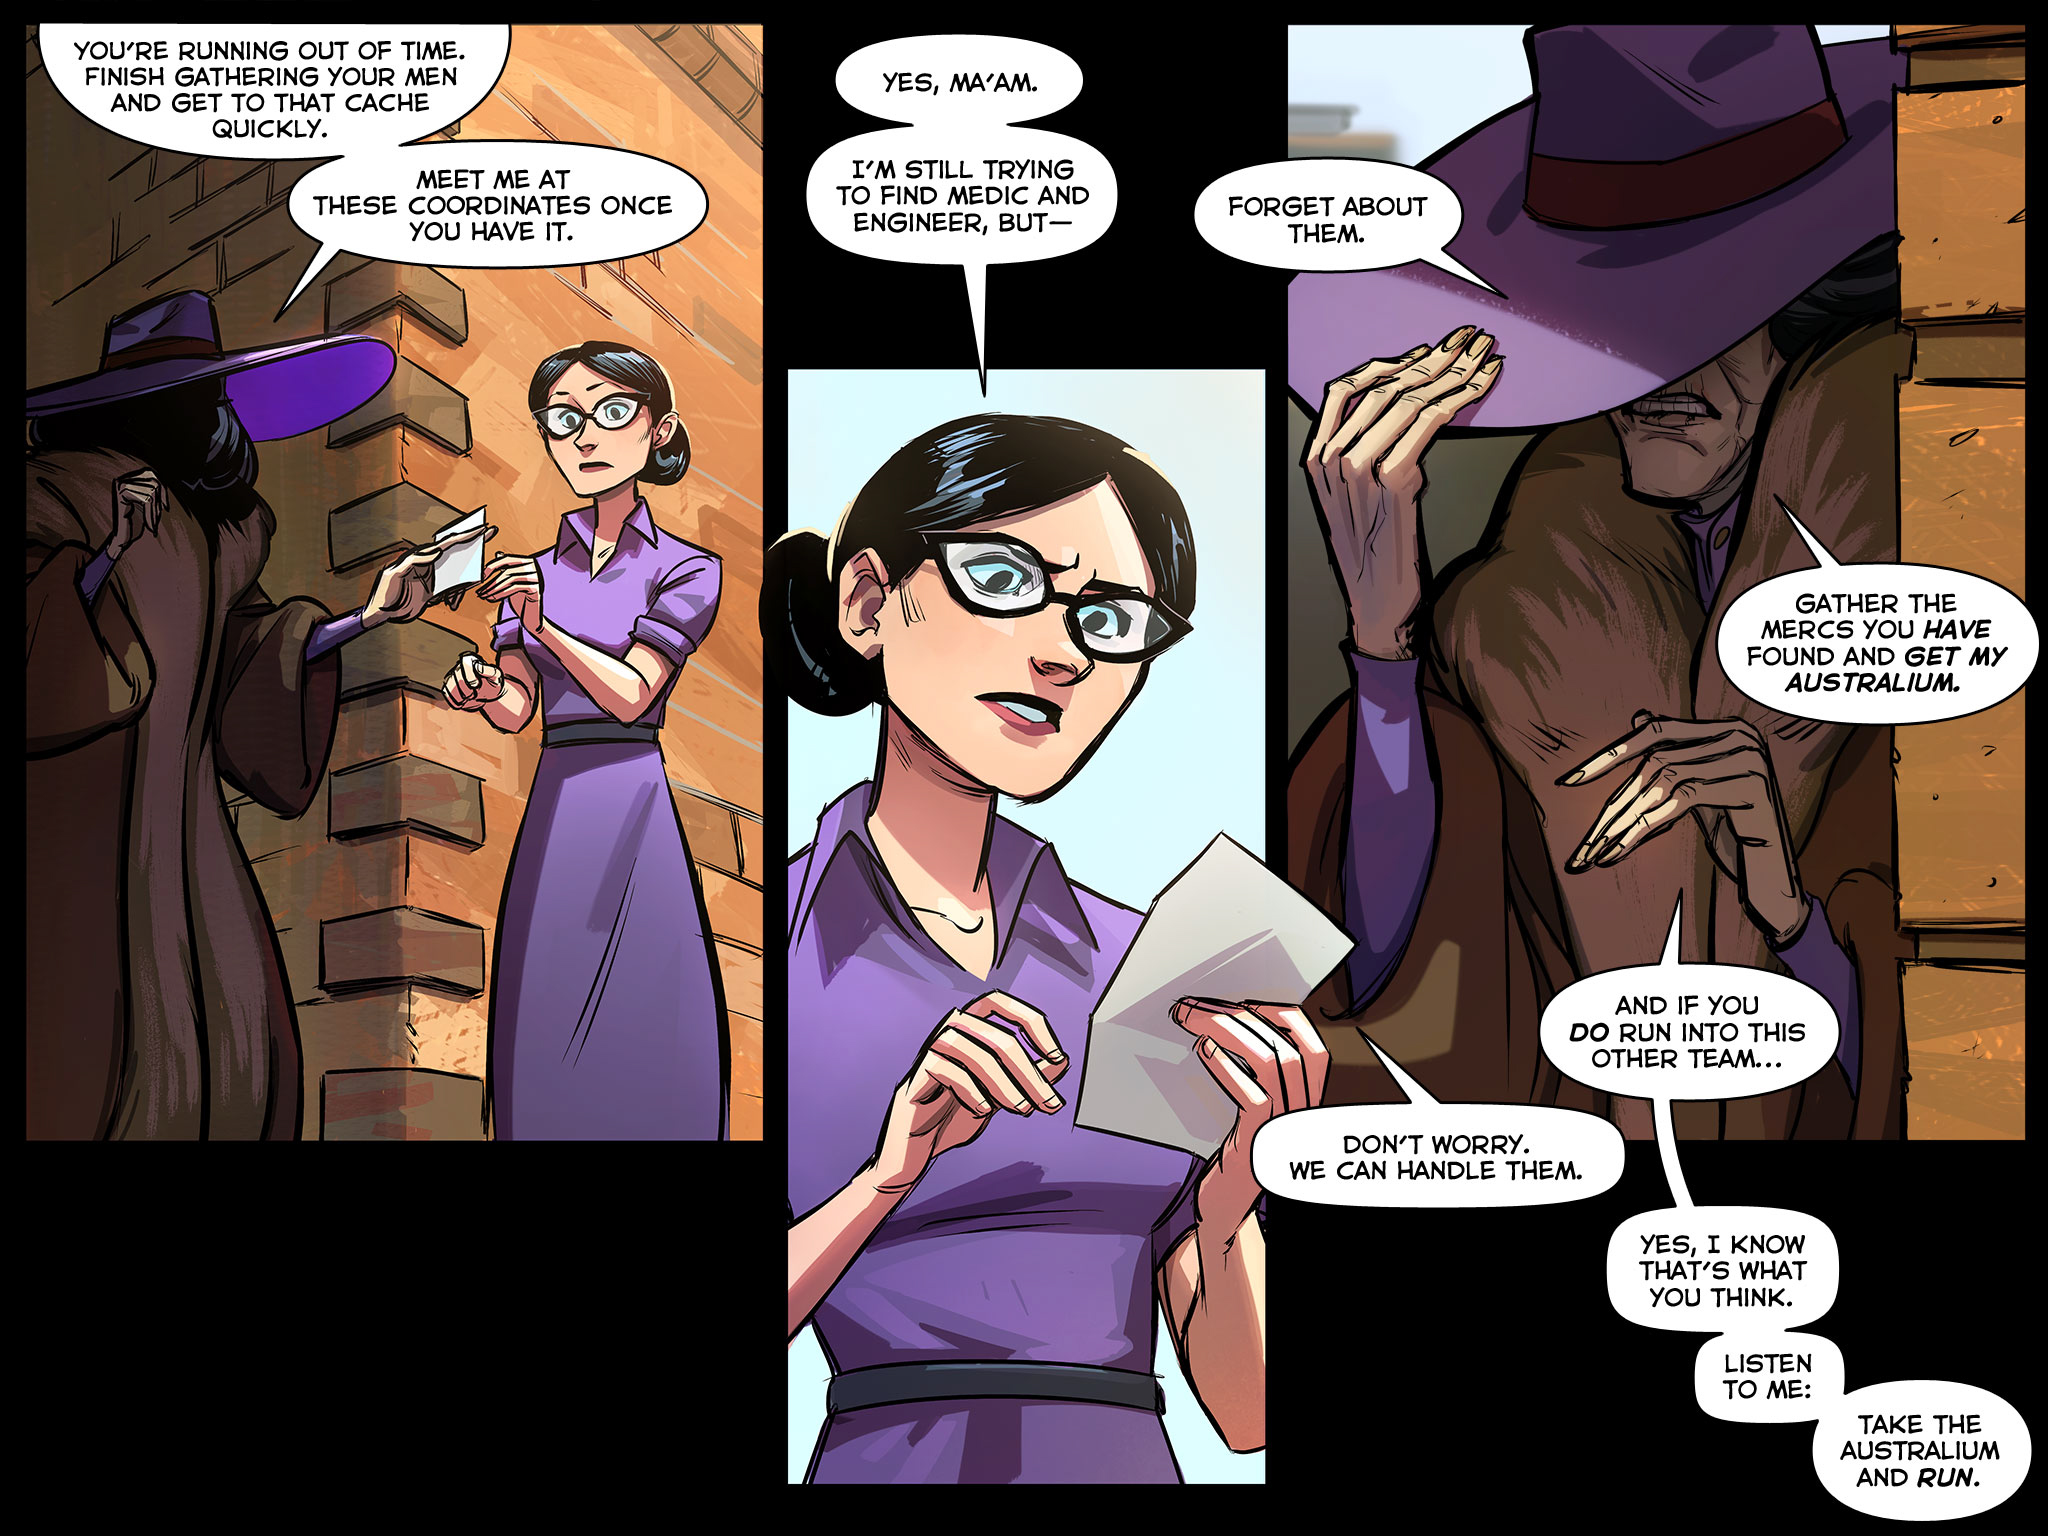 YOU'RE RUNNING OUT OF TIME.
FINISH GATHERING YOUR MEN
AND GET TO THAT CACHE
QUICKLY.
MEET ME AT
THESE COORDINATES ONCE
YOU HAVE IT.
YES, MA'AM.
I'M STILL TRYING
TO FIND MEDIC AND
ENGINEER, BUT—
FORGET ABOUT
THEM.
GATHER THE
MERCS YOU HAVE
FOUND AND GET MY
AUSTRALIUM.
AND IF YOU
DO RUN INTO THIS
OTHER TEAM...
DON'T WORRY.
WE CAN HANDLE THEM.
YES, I KNOW
THAT'S WHAT
YOU THINK.
LISTEN
TO ME:
TAKE THE
AUSTRALIUM
AND RUN.